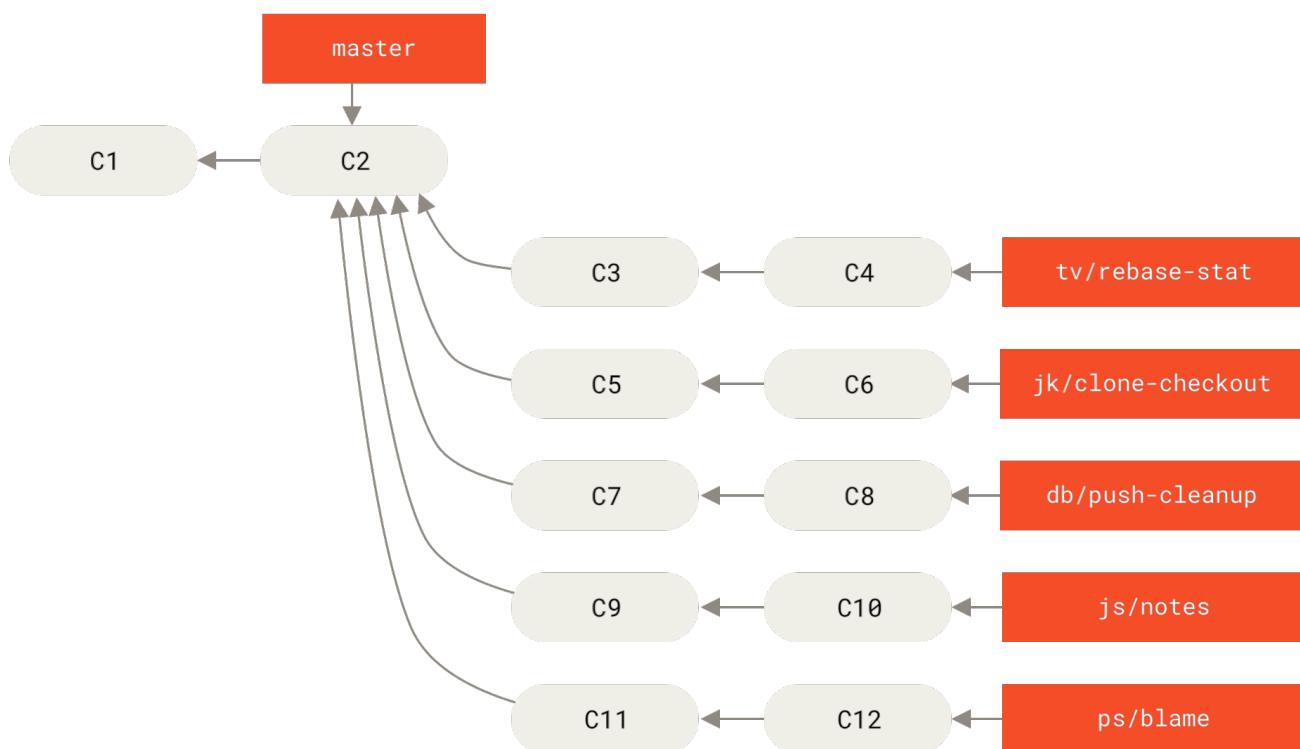 master
C1
C2
C3
C4
tv/rebase-stat
C5
C6
jk/clone-checkout
C7
C8
db/push-cleanup
C9
C10
js/notes
C11
C12
ps/blame